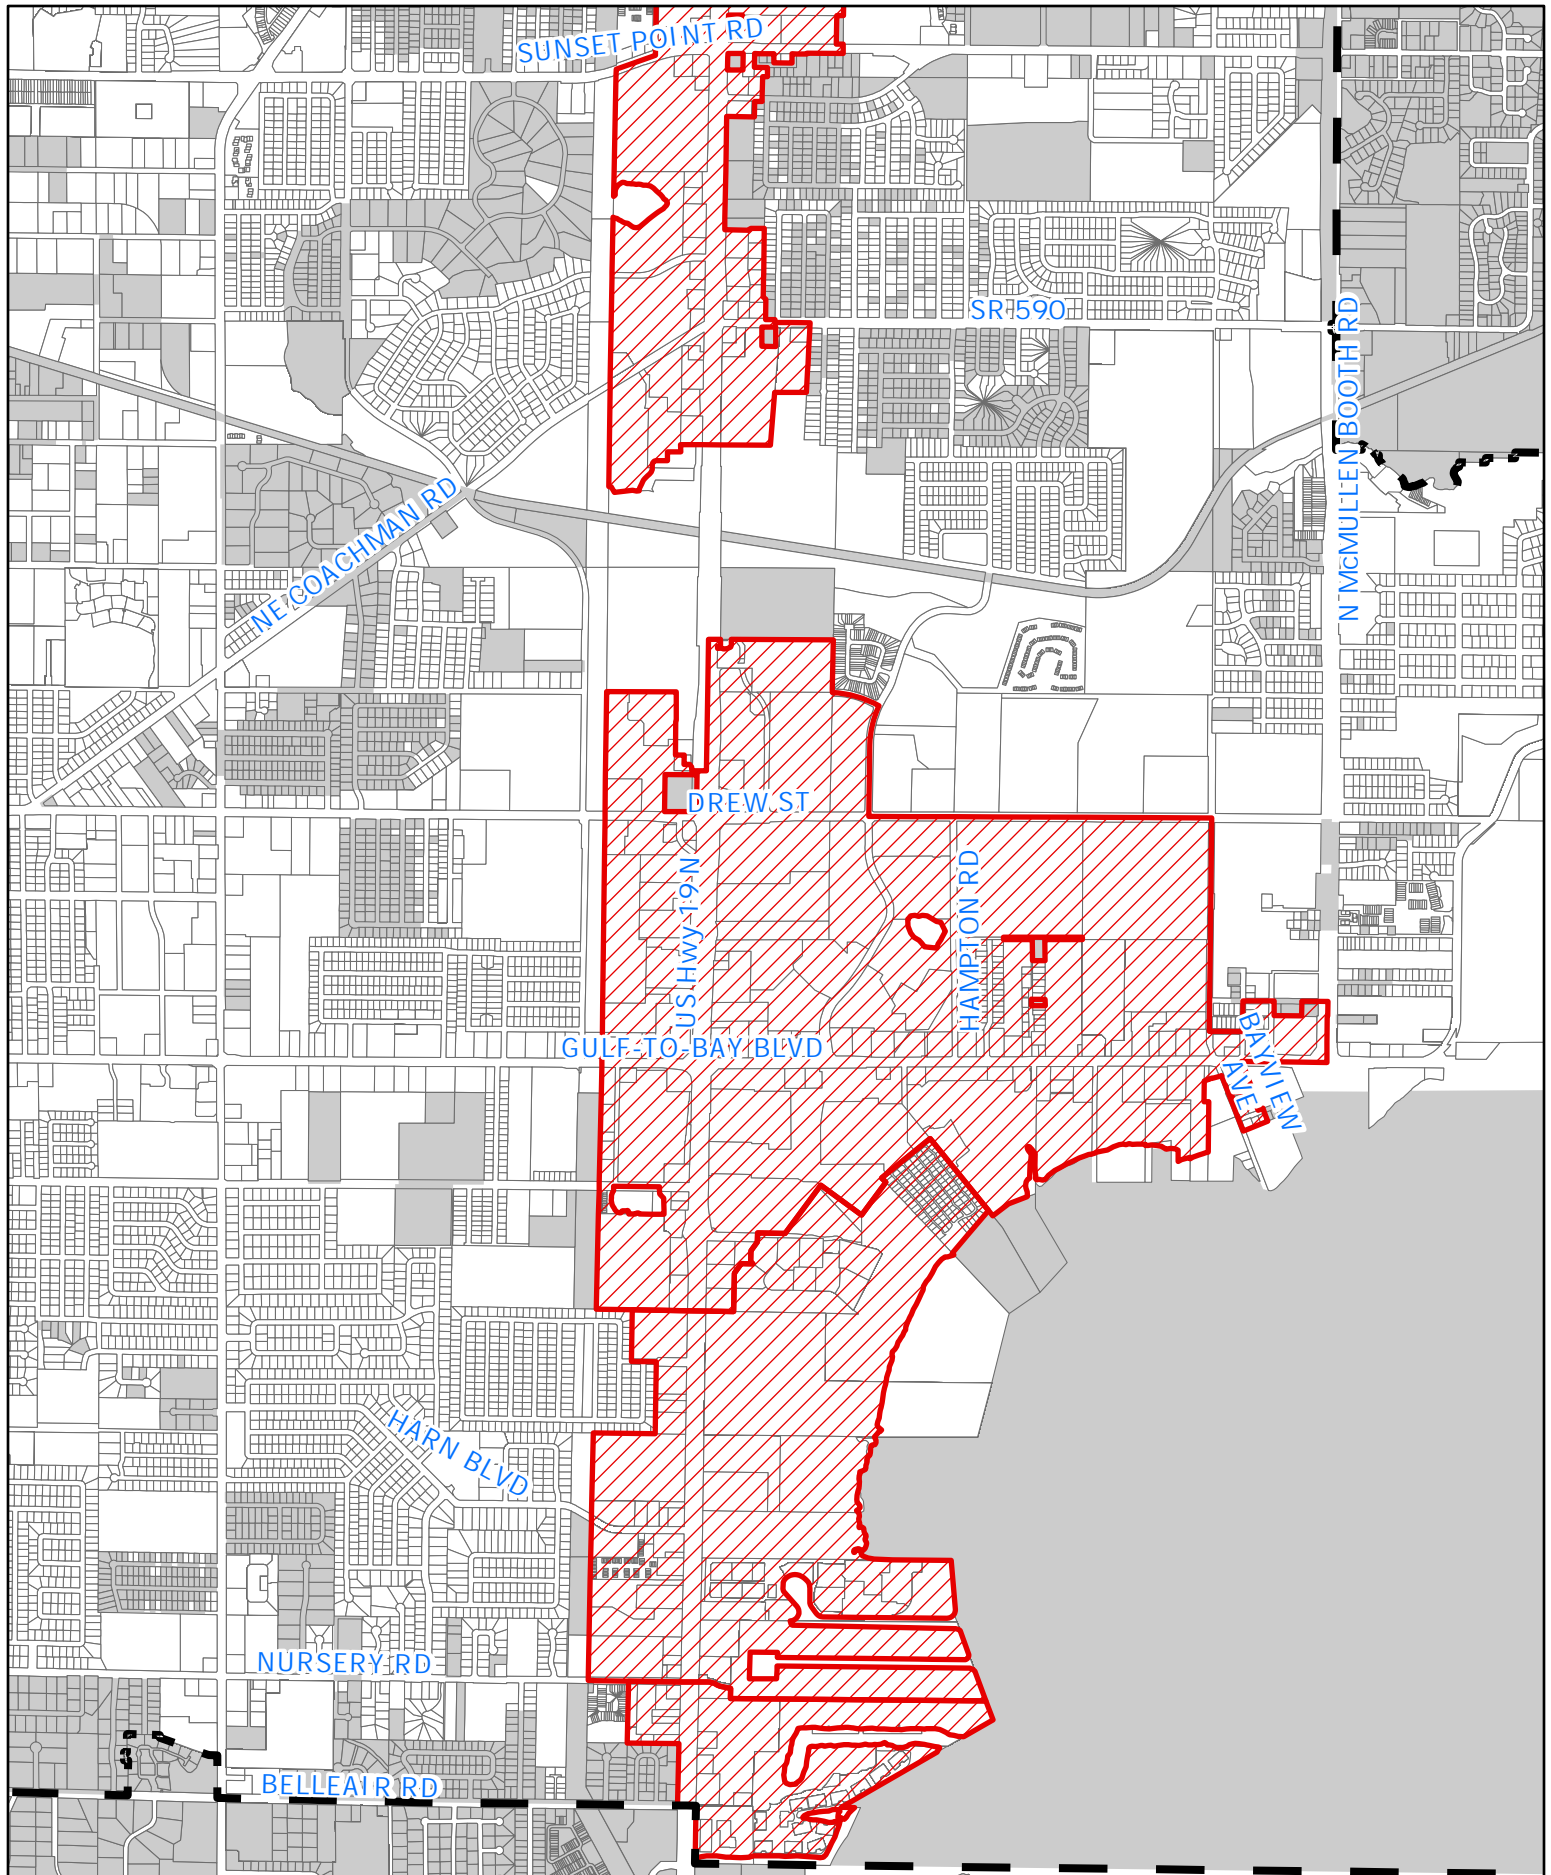 SUNSET POINT RD
SR 590
N McMULLEN BOOTH RD
NE COACHMAN RD
DREW ST
US Hwy 19 N
HAMPTON RD
GULF-TO-BAY BLVD
BAYVIEW
AVE
HARN BLVD
NURSERY RD
BELLEAIR RD